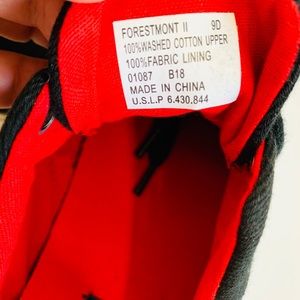 FORESTMONT II 9D
100%WASHED COTTON UPPER
100%FABRIC LINING
01087 B18
MADE IN CHINA
U.S.L.P 6.430.844